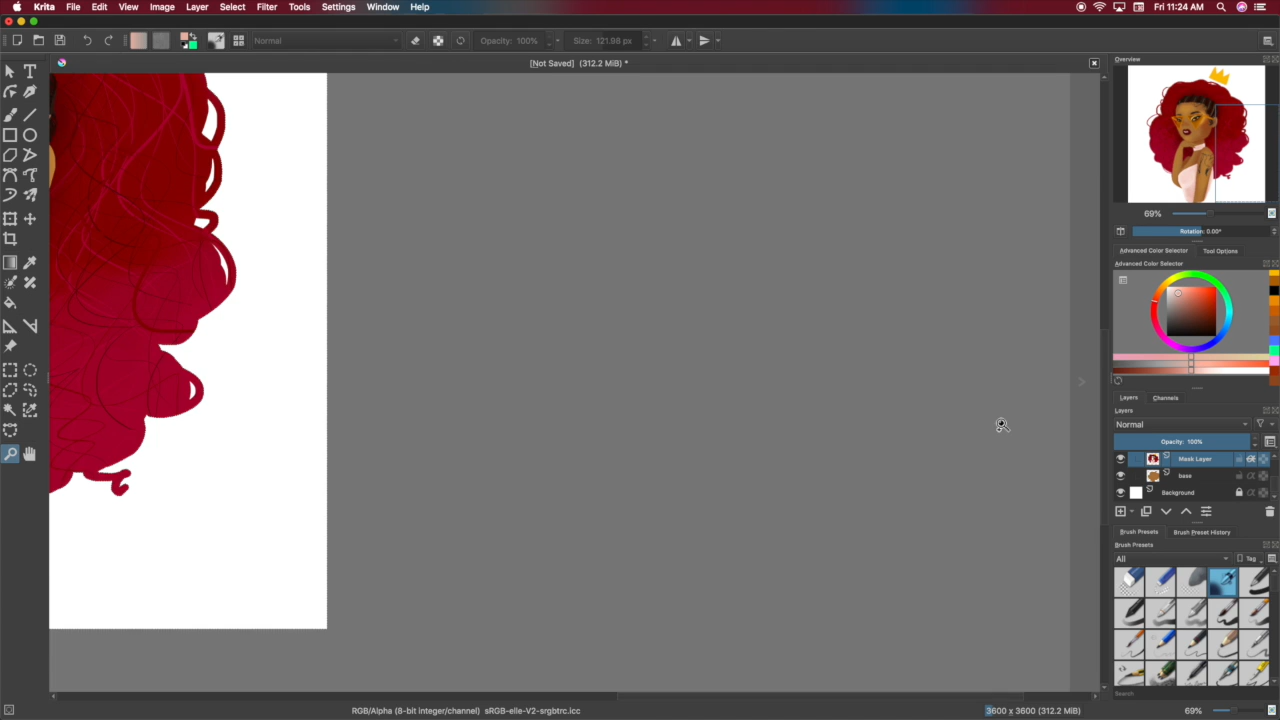 Krita File Edit View Image Layer Select Filter Tools Settings Window Help Fri 11:24 AM
Normal Opacity: 100% Size: 121.98 px
[Not Saved] (312.2 MiB) *
Overview
69%
Rotation: 0.00°
Advanced Color Selector Tool Options
Advanced Color Selector
Layers Channels
Layers
Normal
Opacity: 100%
Mask Layer
base
Background
Brush Presets Brush Preset History
Brush Presets
All Tag
Search
RGB/Alpha (8-bit integer/channel) sRGB-elle-V2-srgbtrc.icc 3600 x 3600 (312.2 MiB) 69%